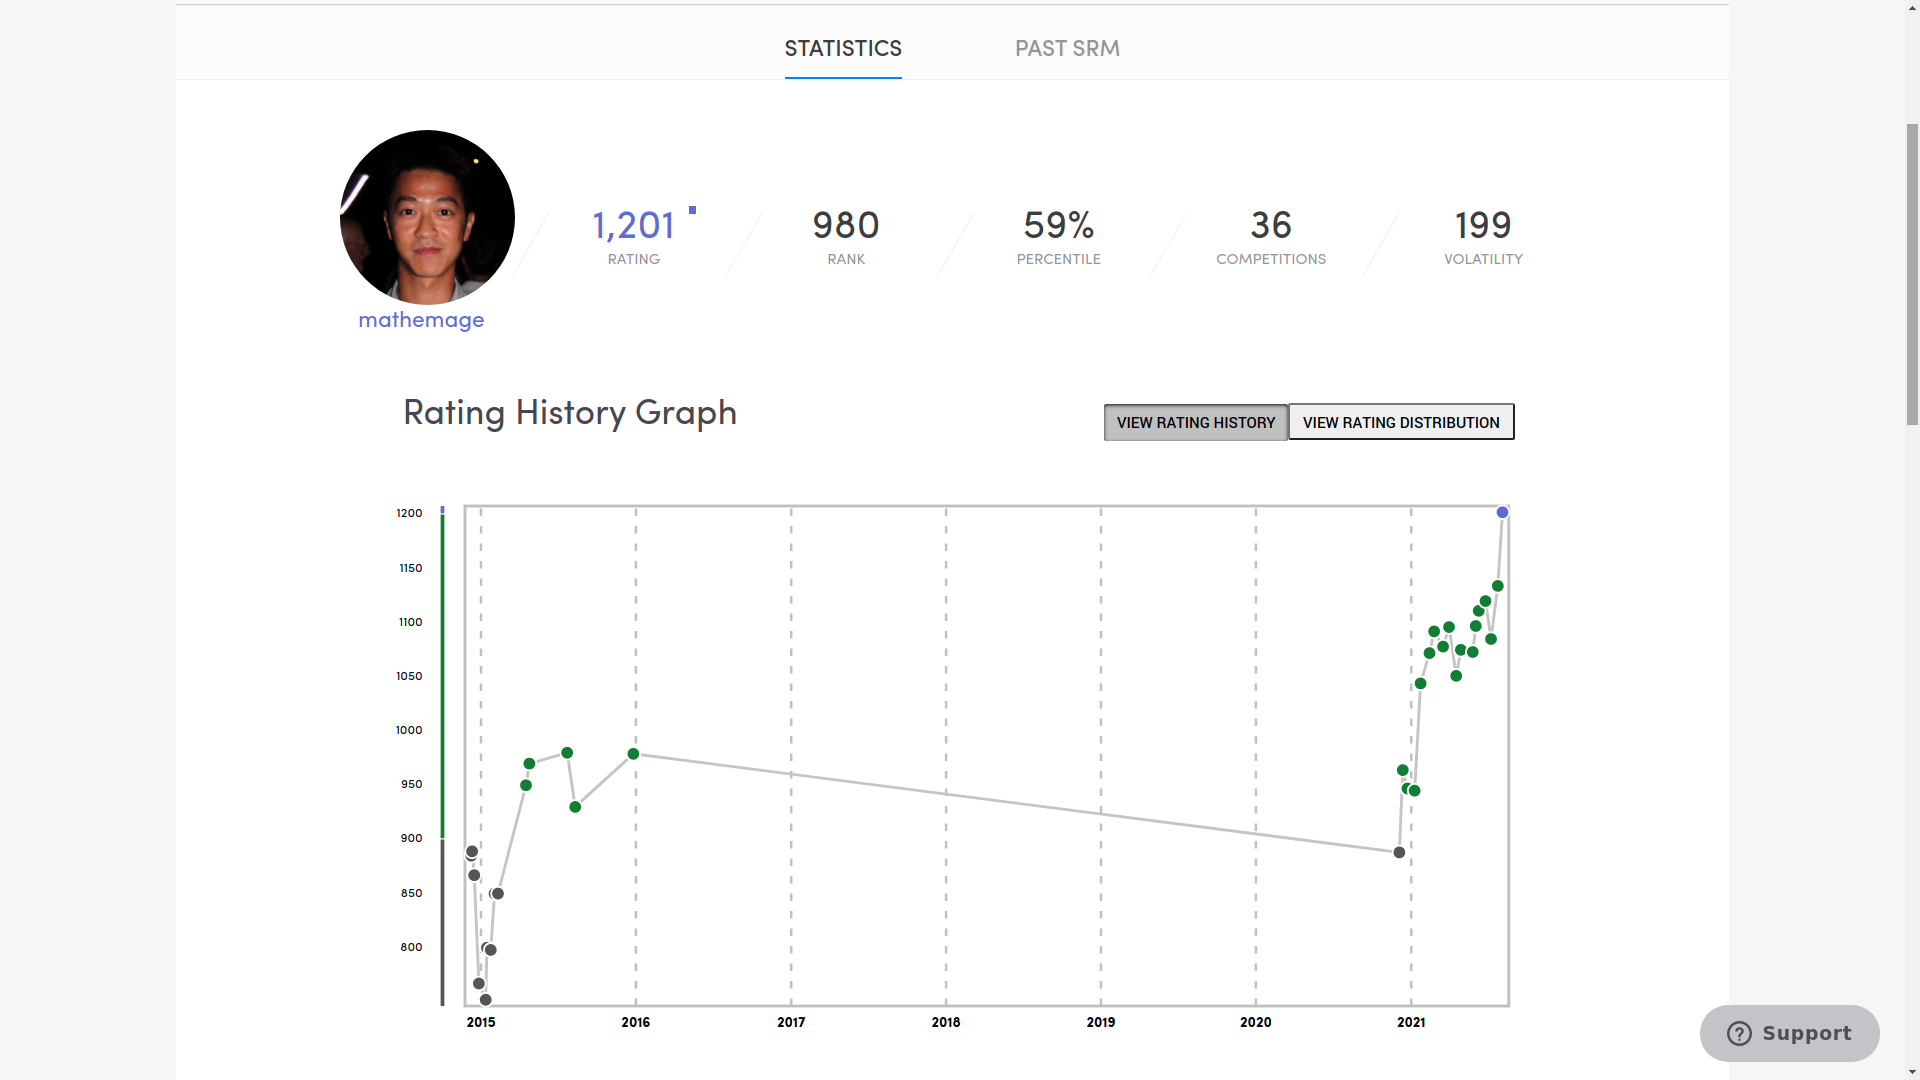 STATISTICS PAST SRM
1,201 980 59% 36 199
RATING RANK PERCENTILE COMPETITIONS VOLATILITY
mathemage
Rating History Graph VIEW RATING HISTORY VIEW RATING DISTRIBUTION
1200
1150
1100
1050
1000
950
900
850
800
2015 2016 2017 2018 2019 2020 2021
? Support